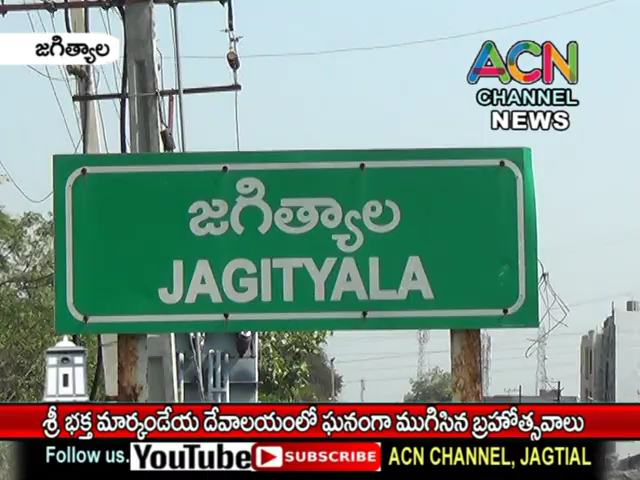 జగిత్యాల
ACN
CHANNEL
NEWS
జగిత్యాల
JAGITYALA
శ్రీ భక్త మార్కండేయ దేవాలయంలో ఘనంగా ముగిసిన బ్రహోత్సవాలు
Follow us. YouTube SUBSCRIBE ACN CHANNEL, JAGTIAL